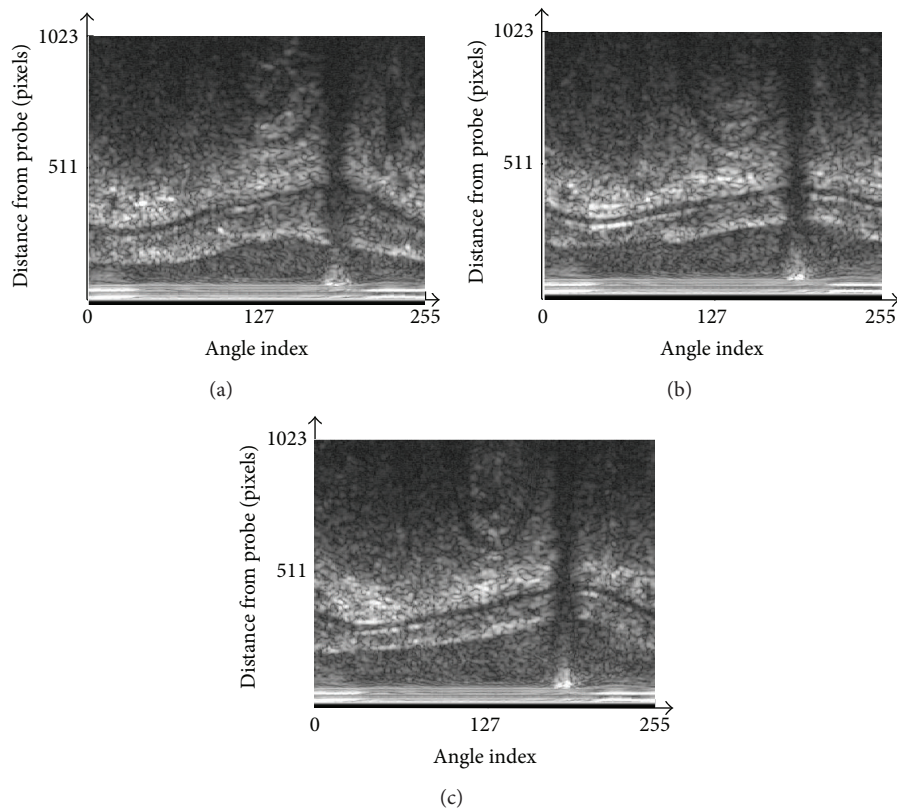 1023
511
Distance from probe (pixels)
0
127
255
Angle index
(a)
1023
511
Distance from probe (pixels)
0
127
255
Angle index
(b)
1023
511
Distance from probe (pixels)
0
127
255
Angle index
(c)